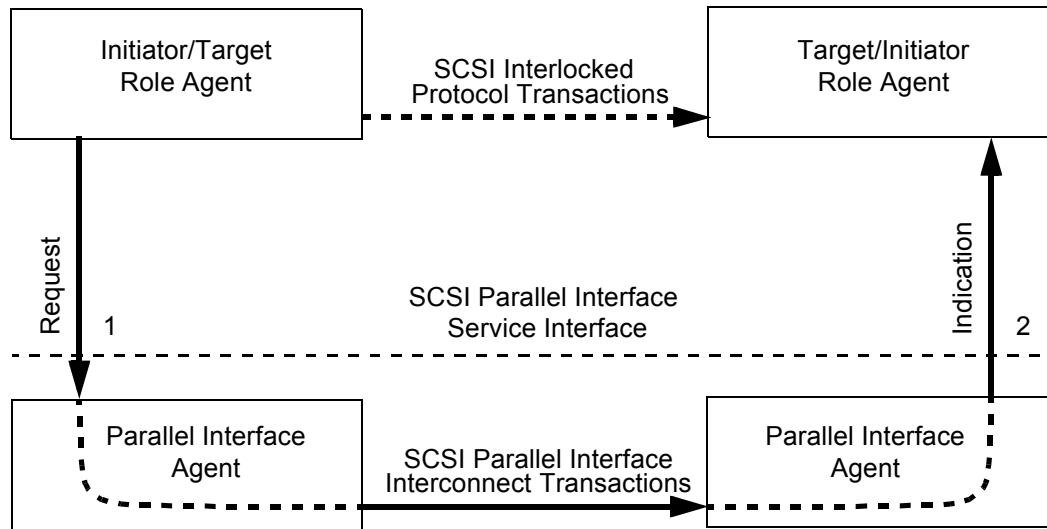 Initiator/Target
Role Agent
SCSI Interlocked
Protocol Transactions
Target/Initiator
Role Agent
Request
1
SCSI Parallel Interface
Service Interface
Indication
2
Parallel Interface
Agent
SCSI Parallel Interface
Interconnect Transactions
Parallel Interface
Agent